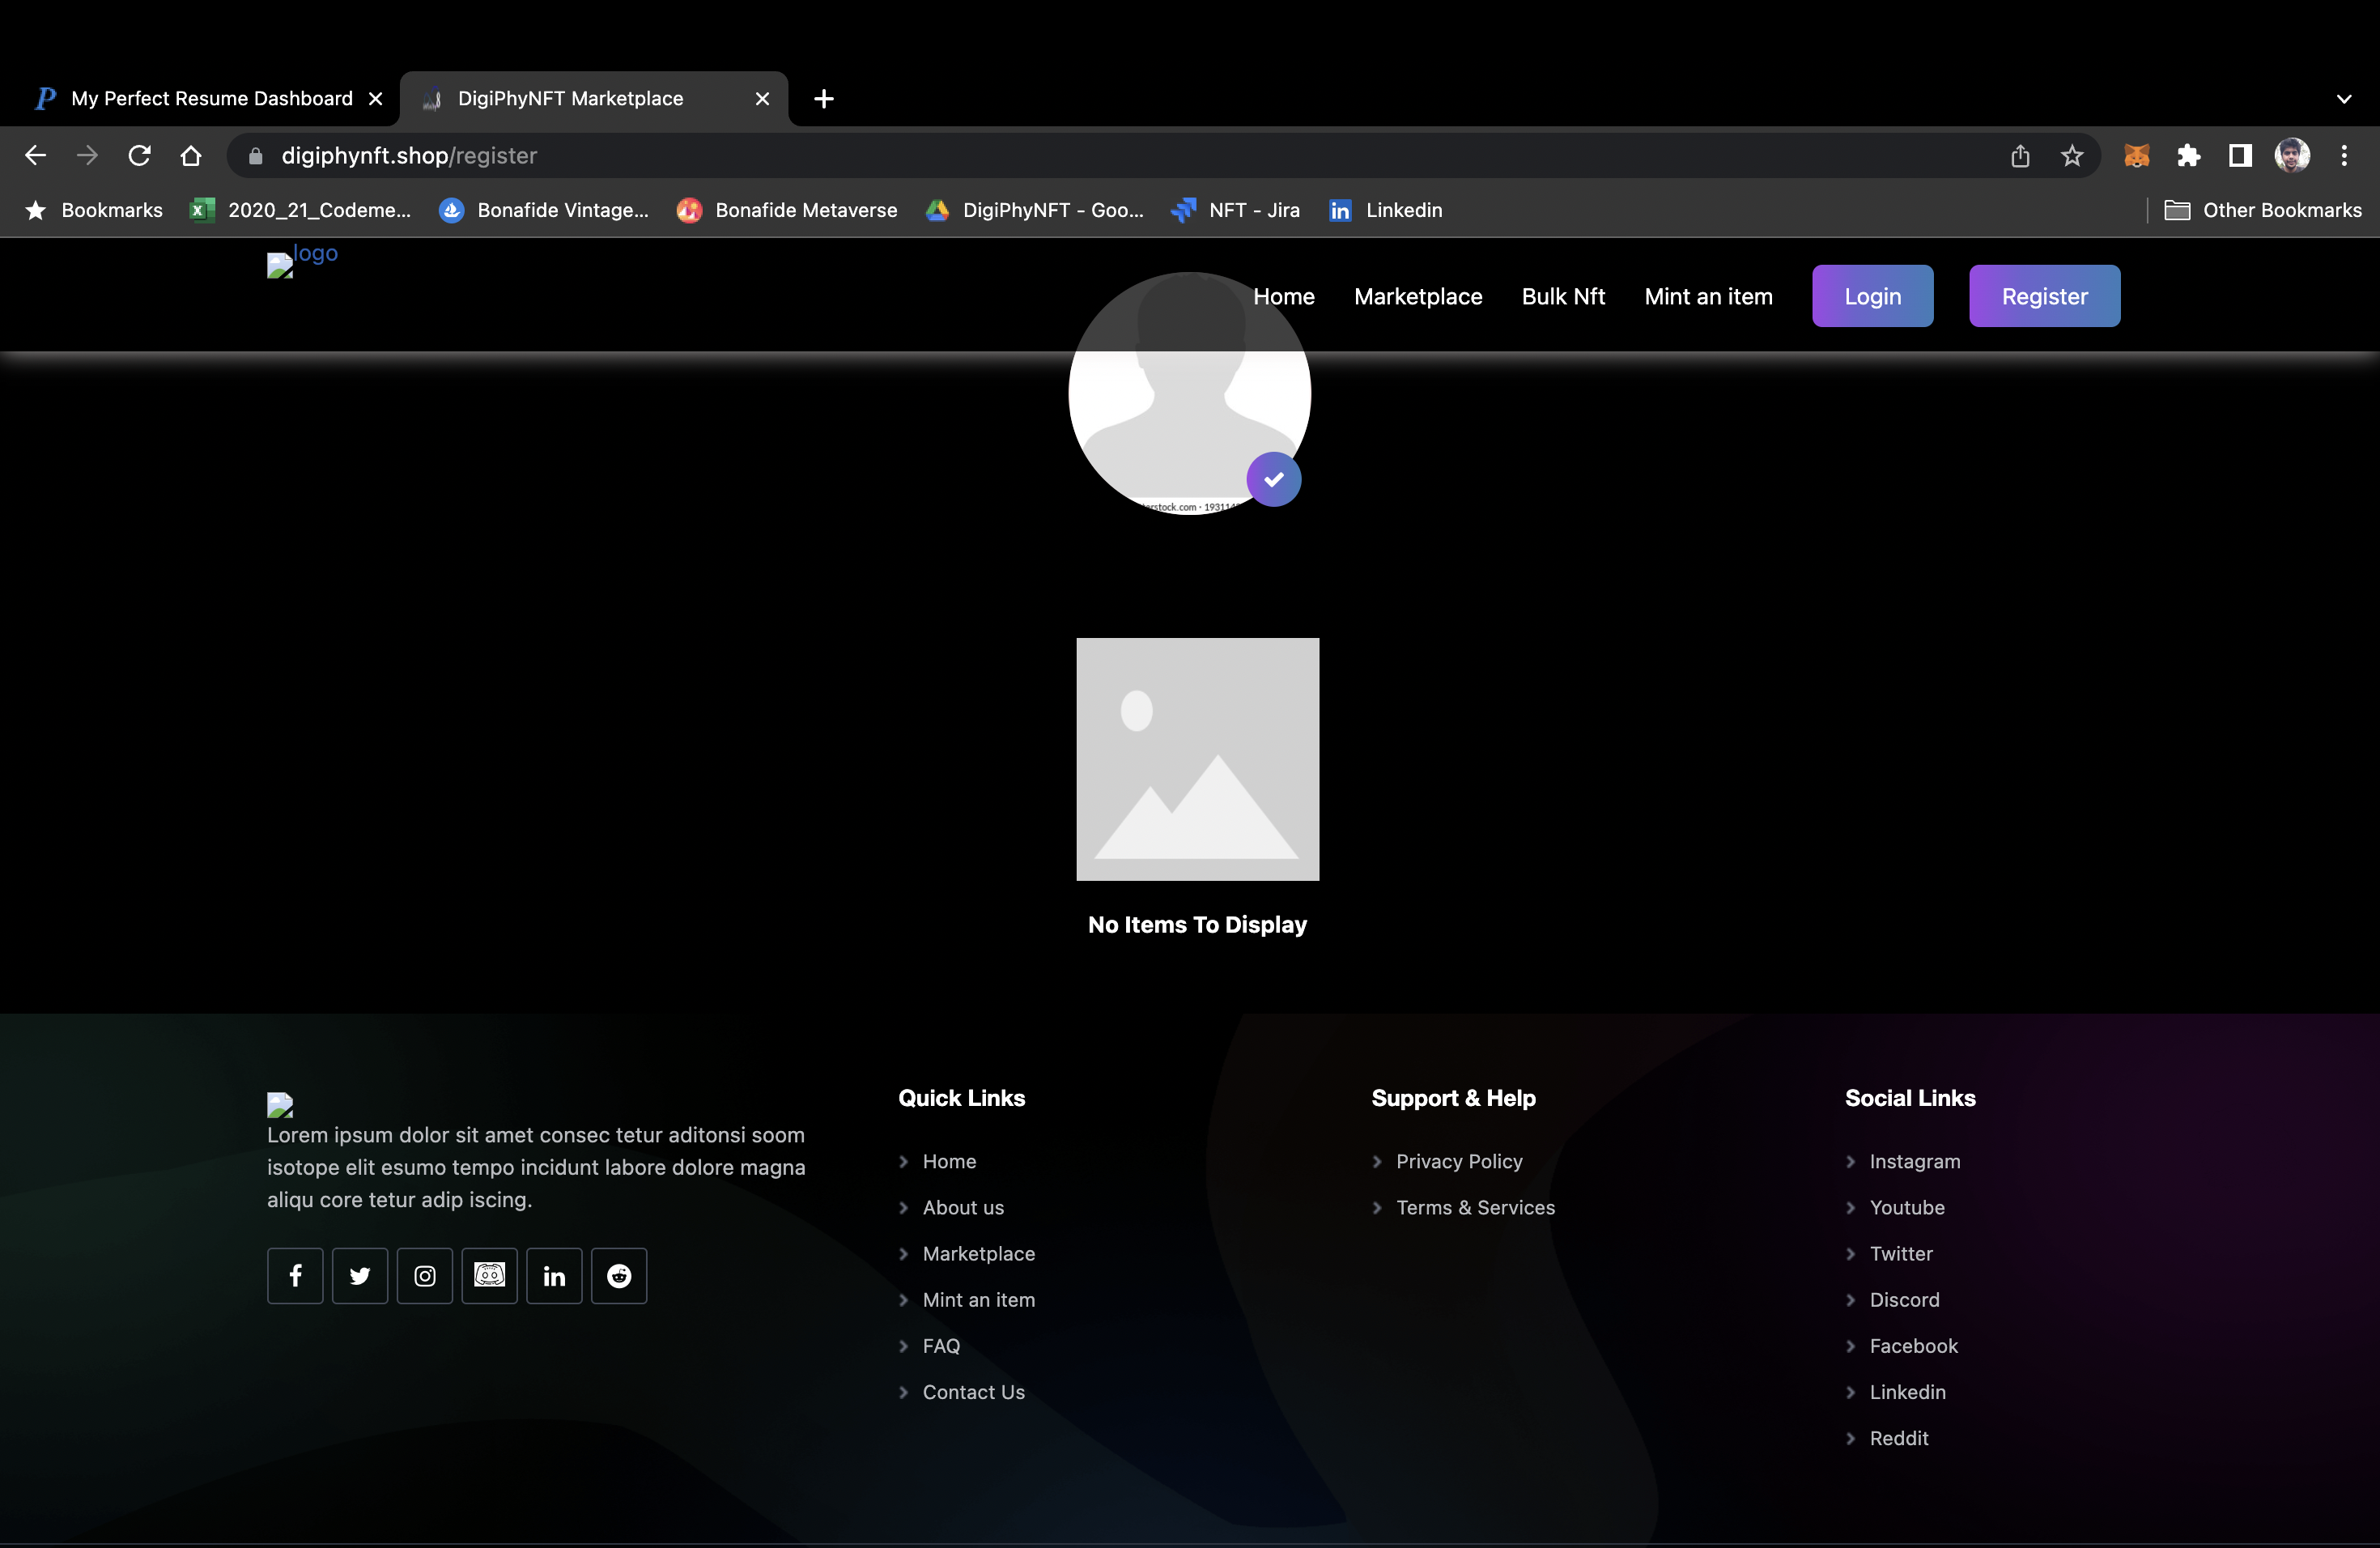 My Perfect Resume Dashboard
DigiPhyNFT Marketplace
digiphynft.shop/register
Bookmarks
2020_21_Codeme...
Bonafide Vintage...
Bonafide Metaverse
DigiPhyNFT - Goo...
NFT - Jira
Linkedin
Other Bookmarks
logo
Home
Marketplace
Bulk Nft
Mint an item
Login
Register
No Items To Display
Lorem ipsum dolor sit amet consec tetur aditonsi soom
isotope elit esumo tempo incidunt labore dolore magna
aliqu core tetur adip iscing.
Quick Links
Home
About us
Marketplace
Mint an item
FAQ
Contact Us
Support & Help
Privacy Policy
Terms & Services
Social Links
Instagram
Youtube
Twitter
Discord
Facebook
Linkedin
Reddit